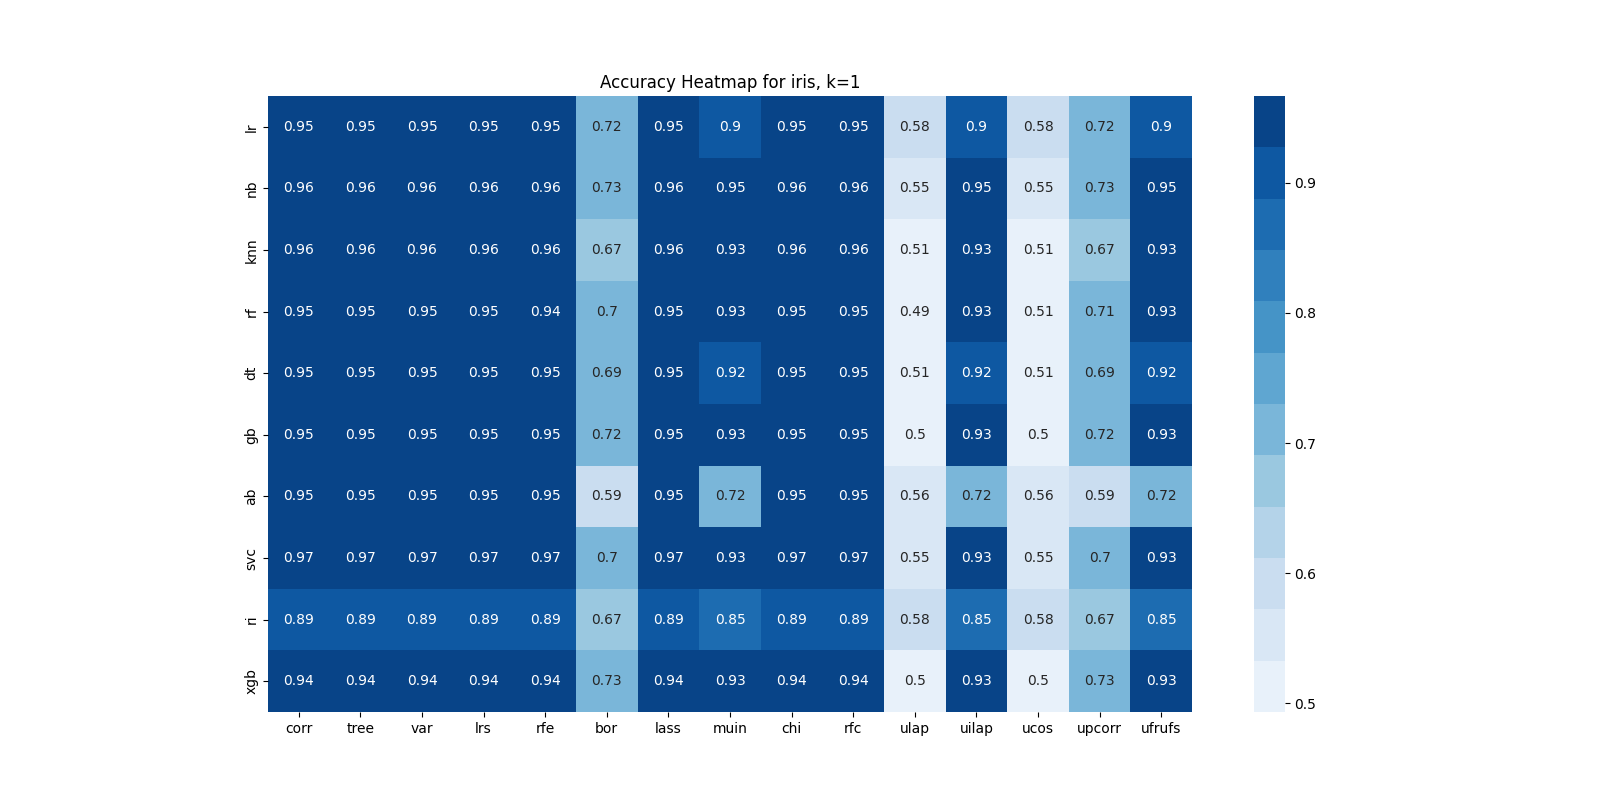 Accuracy Heatmap for iris, k=1
lr 0.95 0.95 0.95 0.95 0.95 0.72 0.95 0.9 0.95 0.95 0.58 0.9 0.58 0.72 0.9
nb 0.96 0.96 0.96 0.96 0.96 0.73 0.96 0.95 0.96 0.96 0.55 0.95 0.55 0.73 0.95
knn 0.96 0.96 0.96 0.96 0.96 0.67 0.96 0.93 0.96 0.96 0.51 0.93 0.51 0.67 0.93
rf 0.95 0.95 0.95 0.95 0.94 0.7 0.95 0.93 0.95 0.95 0.49 0.93 0.51 0.71 0.93
dt 0.95 0.95 0.95 0.95 0.95 0.69 0.95 0.92 0.95 0.95 0.51 0.92 0.51 0.69 0.92
gb 0.95 0.95 0.95 0.95 0.95 0.72 0.95 0.93 0.95 0.95 0.5 0.93 0.5 0.72 0.93
ab 0.95 0.95 0.95 0.95 0.95 0.59 0.95 0.72 0.95 0.95 0.56 0.72 0.56 0.59 0.72
svc 0.97 0.97 0.97 0.97 0.97 0.7 0.97 0.93 0.97 0.97 0.55 0.93 0.55 0.7 0.93
ri 0.89 0.89 0.89 0.89 0.89 0.67 0.89 0.85 0.89 0.89 0.58 0.85 0.58 0.67 0.85
xgb 0.94 0.94 0.94 0.94 0.94 0.73 0.94 0.93 0.94 0.94 0.5 0.93 0.5 0.73 0.93
corr tree var lrs rfe bor lass muin chi rfc ulap uilap ucos upcorr ufrufs
0.9
0.8
0.7
0.6
0.5